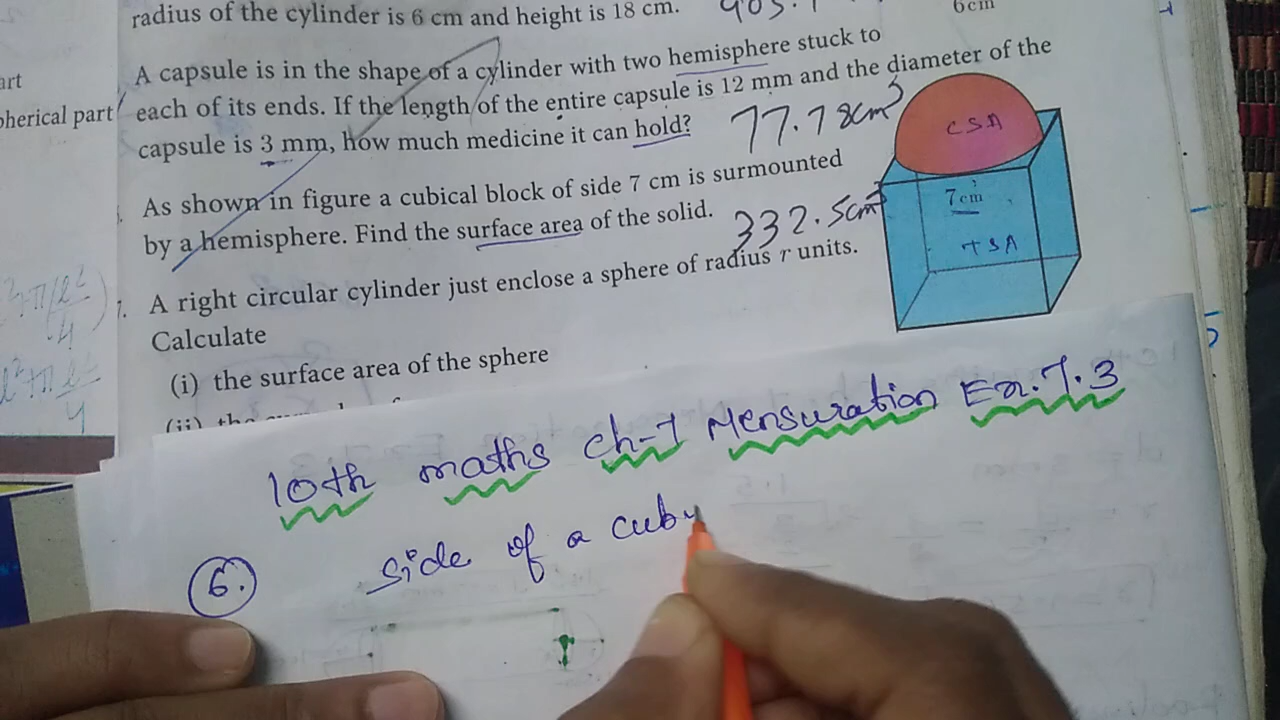 radius of the cylinder is 6 cm and height is 18 cm.
6cm
A capsule is in the shape of a cylinder with two hemisphere stuck to
each of its ends. If the length of the entire capsule is 12 mm and the diameter of the
capsule is 3 mm, how much medicine it can hold?
77.78cm³
As shown in figure a cubical block of side 7 cm is surmounted
by a hemisphere. Find the surface area of the solid.
332.5cm²
CSA
7cm
TSA
A right circular cylinder just enclose a sphere of radius r units.
Calculate
(i) the surface area of the sphere
art
pherical part
10th maths ch-7 Mensuration Ex.7.3
6. Side of a cub